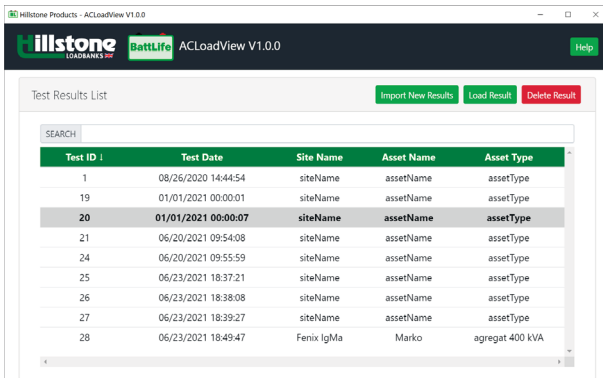 Hillstone Products - ACLoadView V1.0.0
Hillstone
LOADBANKS
BattLife
ACLoadView V1.0.0
Help
Test Results List
Import New Results
Load Result
Delete Result
SEARCH
Test ID ↓ Test Date Site Name Asset Name Asset Type
1 08/26/2020 14:44:54 siteName assetName assetType
19 01/01/2021 00:00:01 siteName assetName assetType
20 01/01/2021 00:00:07 siteName assetName assetType
21 06/20/2021 09:54:08 siteName assetName assetType
24 06/20/2021 09:55:59 siteName assetName assetType
25 06/23/2021 18:37:21 siteName assetName assetType
26 06/23/2021 18:38:08 siteName assetName assetType
27 06/23/2021 18:39:27 siteName assetName assetType
28 06/23/2021 18:49:47 Fenix IgMa Marko agregat 400 kVA